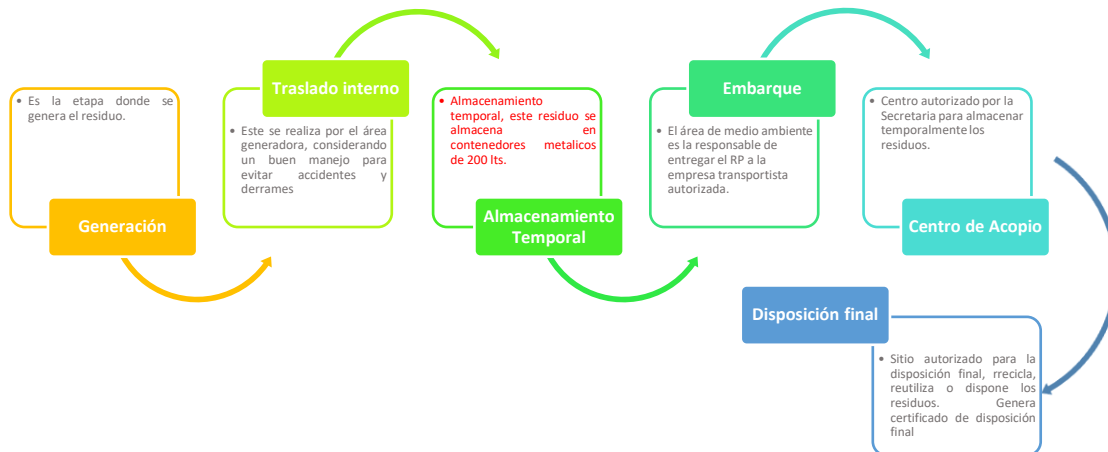 • Es la etapa donde se
genera el residuo.
Generación
Traslado interno
• Este se realiza por el área
generadora, considerando
un buen manejo para
evitar accidentes y
derrames
• Almacenamiento
temporal, este residuo se
almacena en
contenedores metalicos
de 200 lts.
Almacenamiento
Temporal
Embarque
• El área de medio ambiente
es la responsable de
entregar el RP a la
empresa transportista
autorizada.
• Centro autorizado por la
Secretaria para almacenar
temporalmente los
residuos.
Centro de Acopio
Disposición final
• Sitio autorizado para la
disposición final, rrecicla,
reutiliza o dispone los
residuos. Genera
certificado de disposición
final